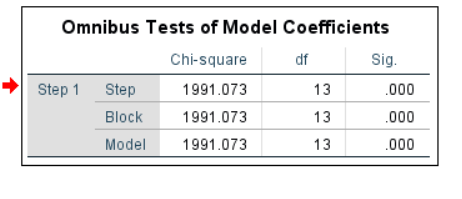 Omnibus Tests of Model Coefficients
Chi-square df Sig.
Step 1 Step 1991.073 13 .000
Block 1991.073 13 .000
Model 1991.073 13 .000